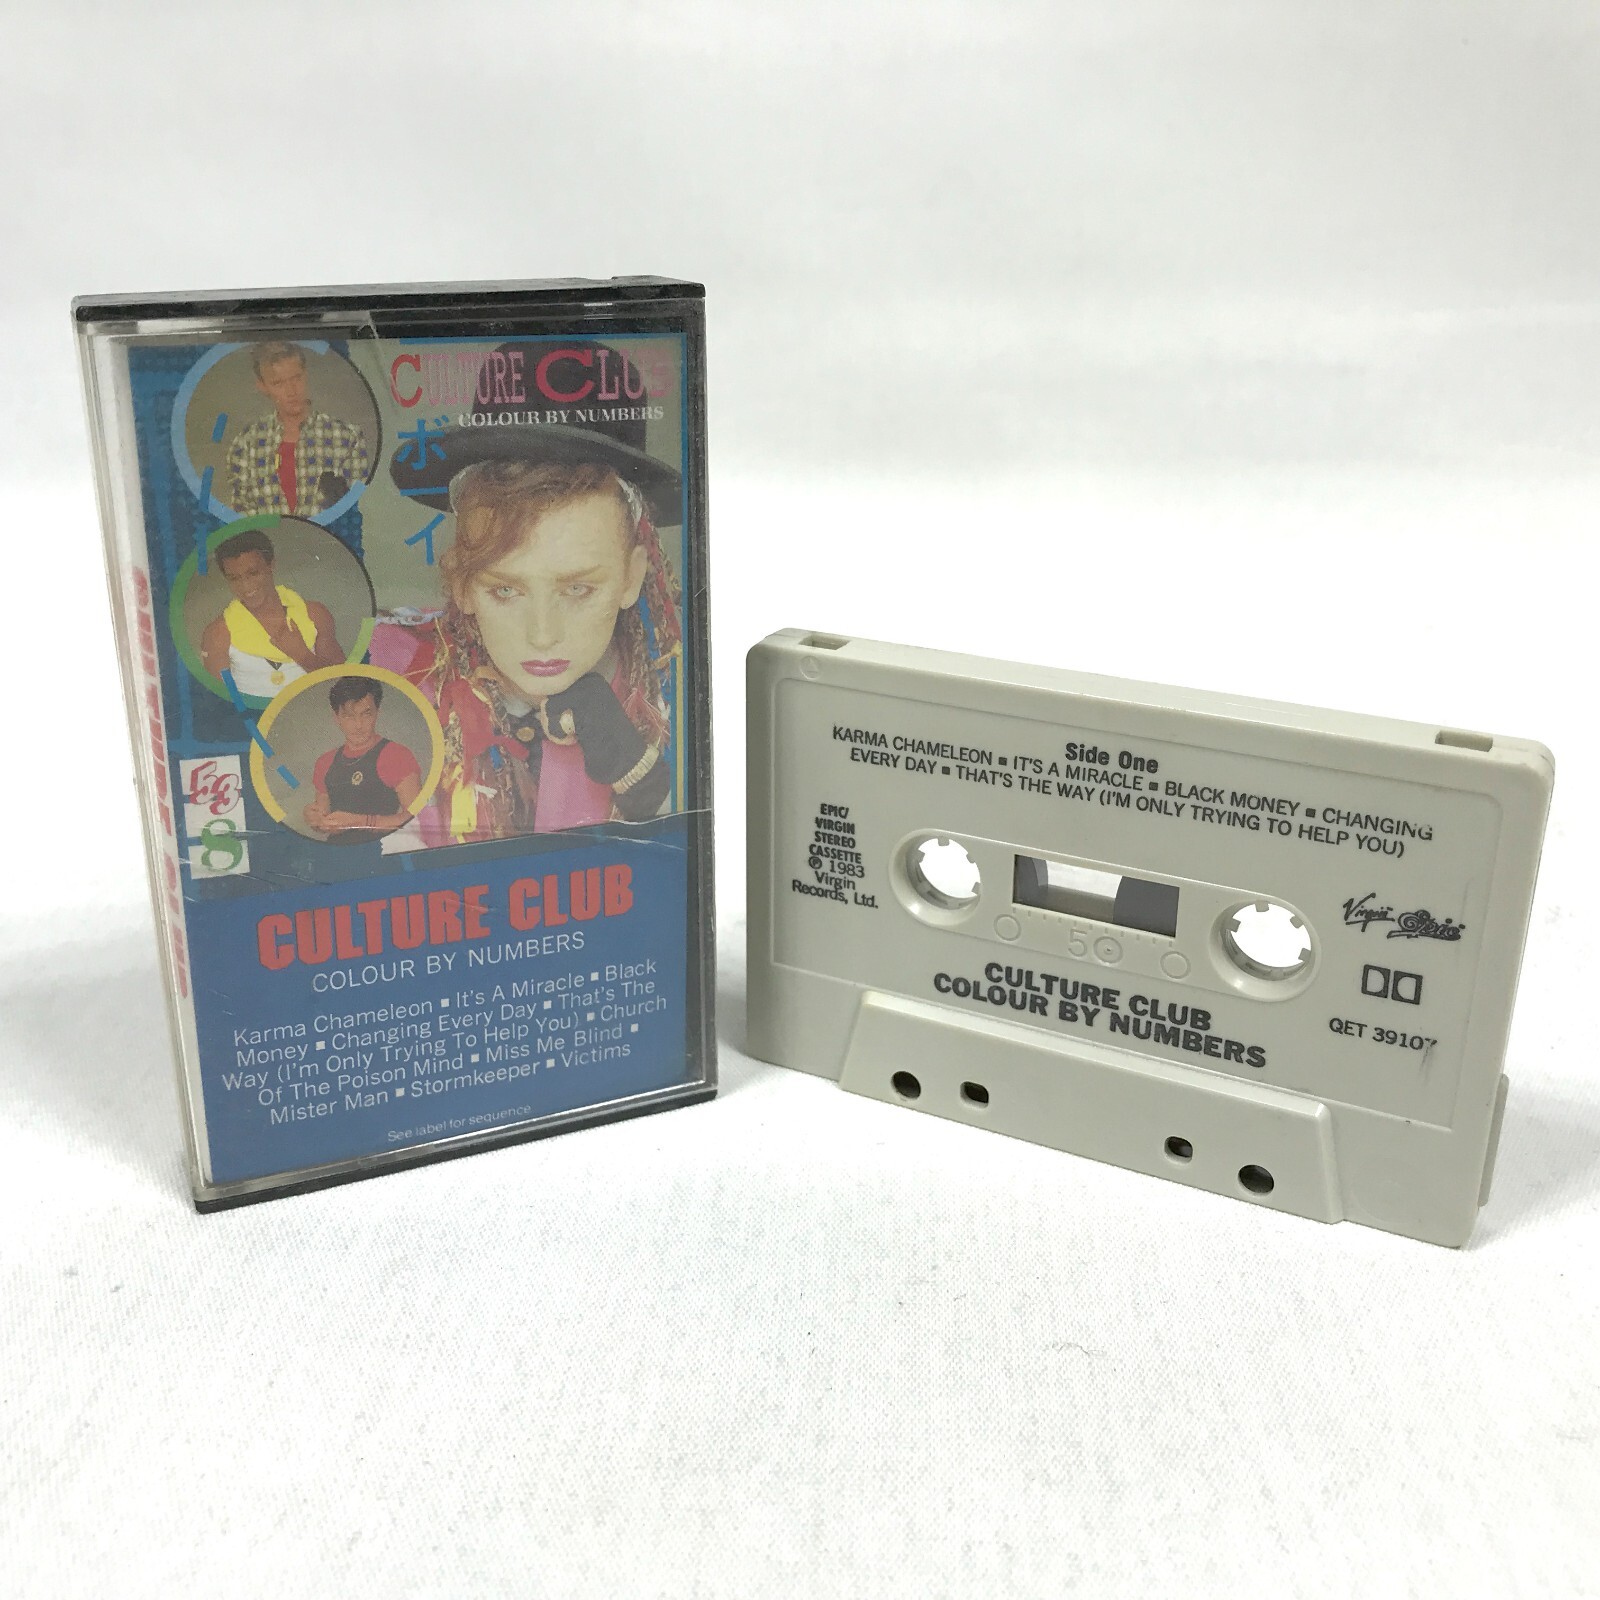 CULTURE CLUB
COLOUR BY NUMBERS
ボーイ
CULTURE CLUB
COLOUR BY NUMBERS
Karma Chameleon ■ It's A Miracle ■ Black
Money ■ Changing Every Day ■ That's The
Way (I'm Only Trying To Help You) ■ Church
Of The Poison Mind ■ Miss Me Blind ■
Mister Man ■ Stormkeeper ■ Victims
See label for sequence
CULTURE CLUB
Side One
KARMA CHAMELEON ■ IT'S A MIRACLE ■ BLACK MONEY ■ CHANGING
EVERY DAY ■ THAT'S THE WAY (I'M ONLY TRYING TO HELP YOU)
EPIC/
VIRGIN
STEREO
CASSETTE
℗ 1983
Virgin
Records, Ltd.
50
Virgin Epic
CULTURE CLUB
COLOUR BY NUMBERS
QET 39107